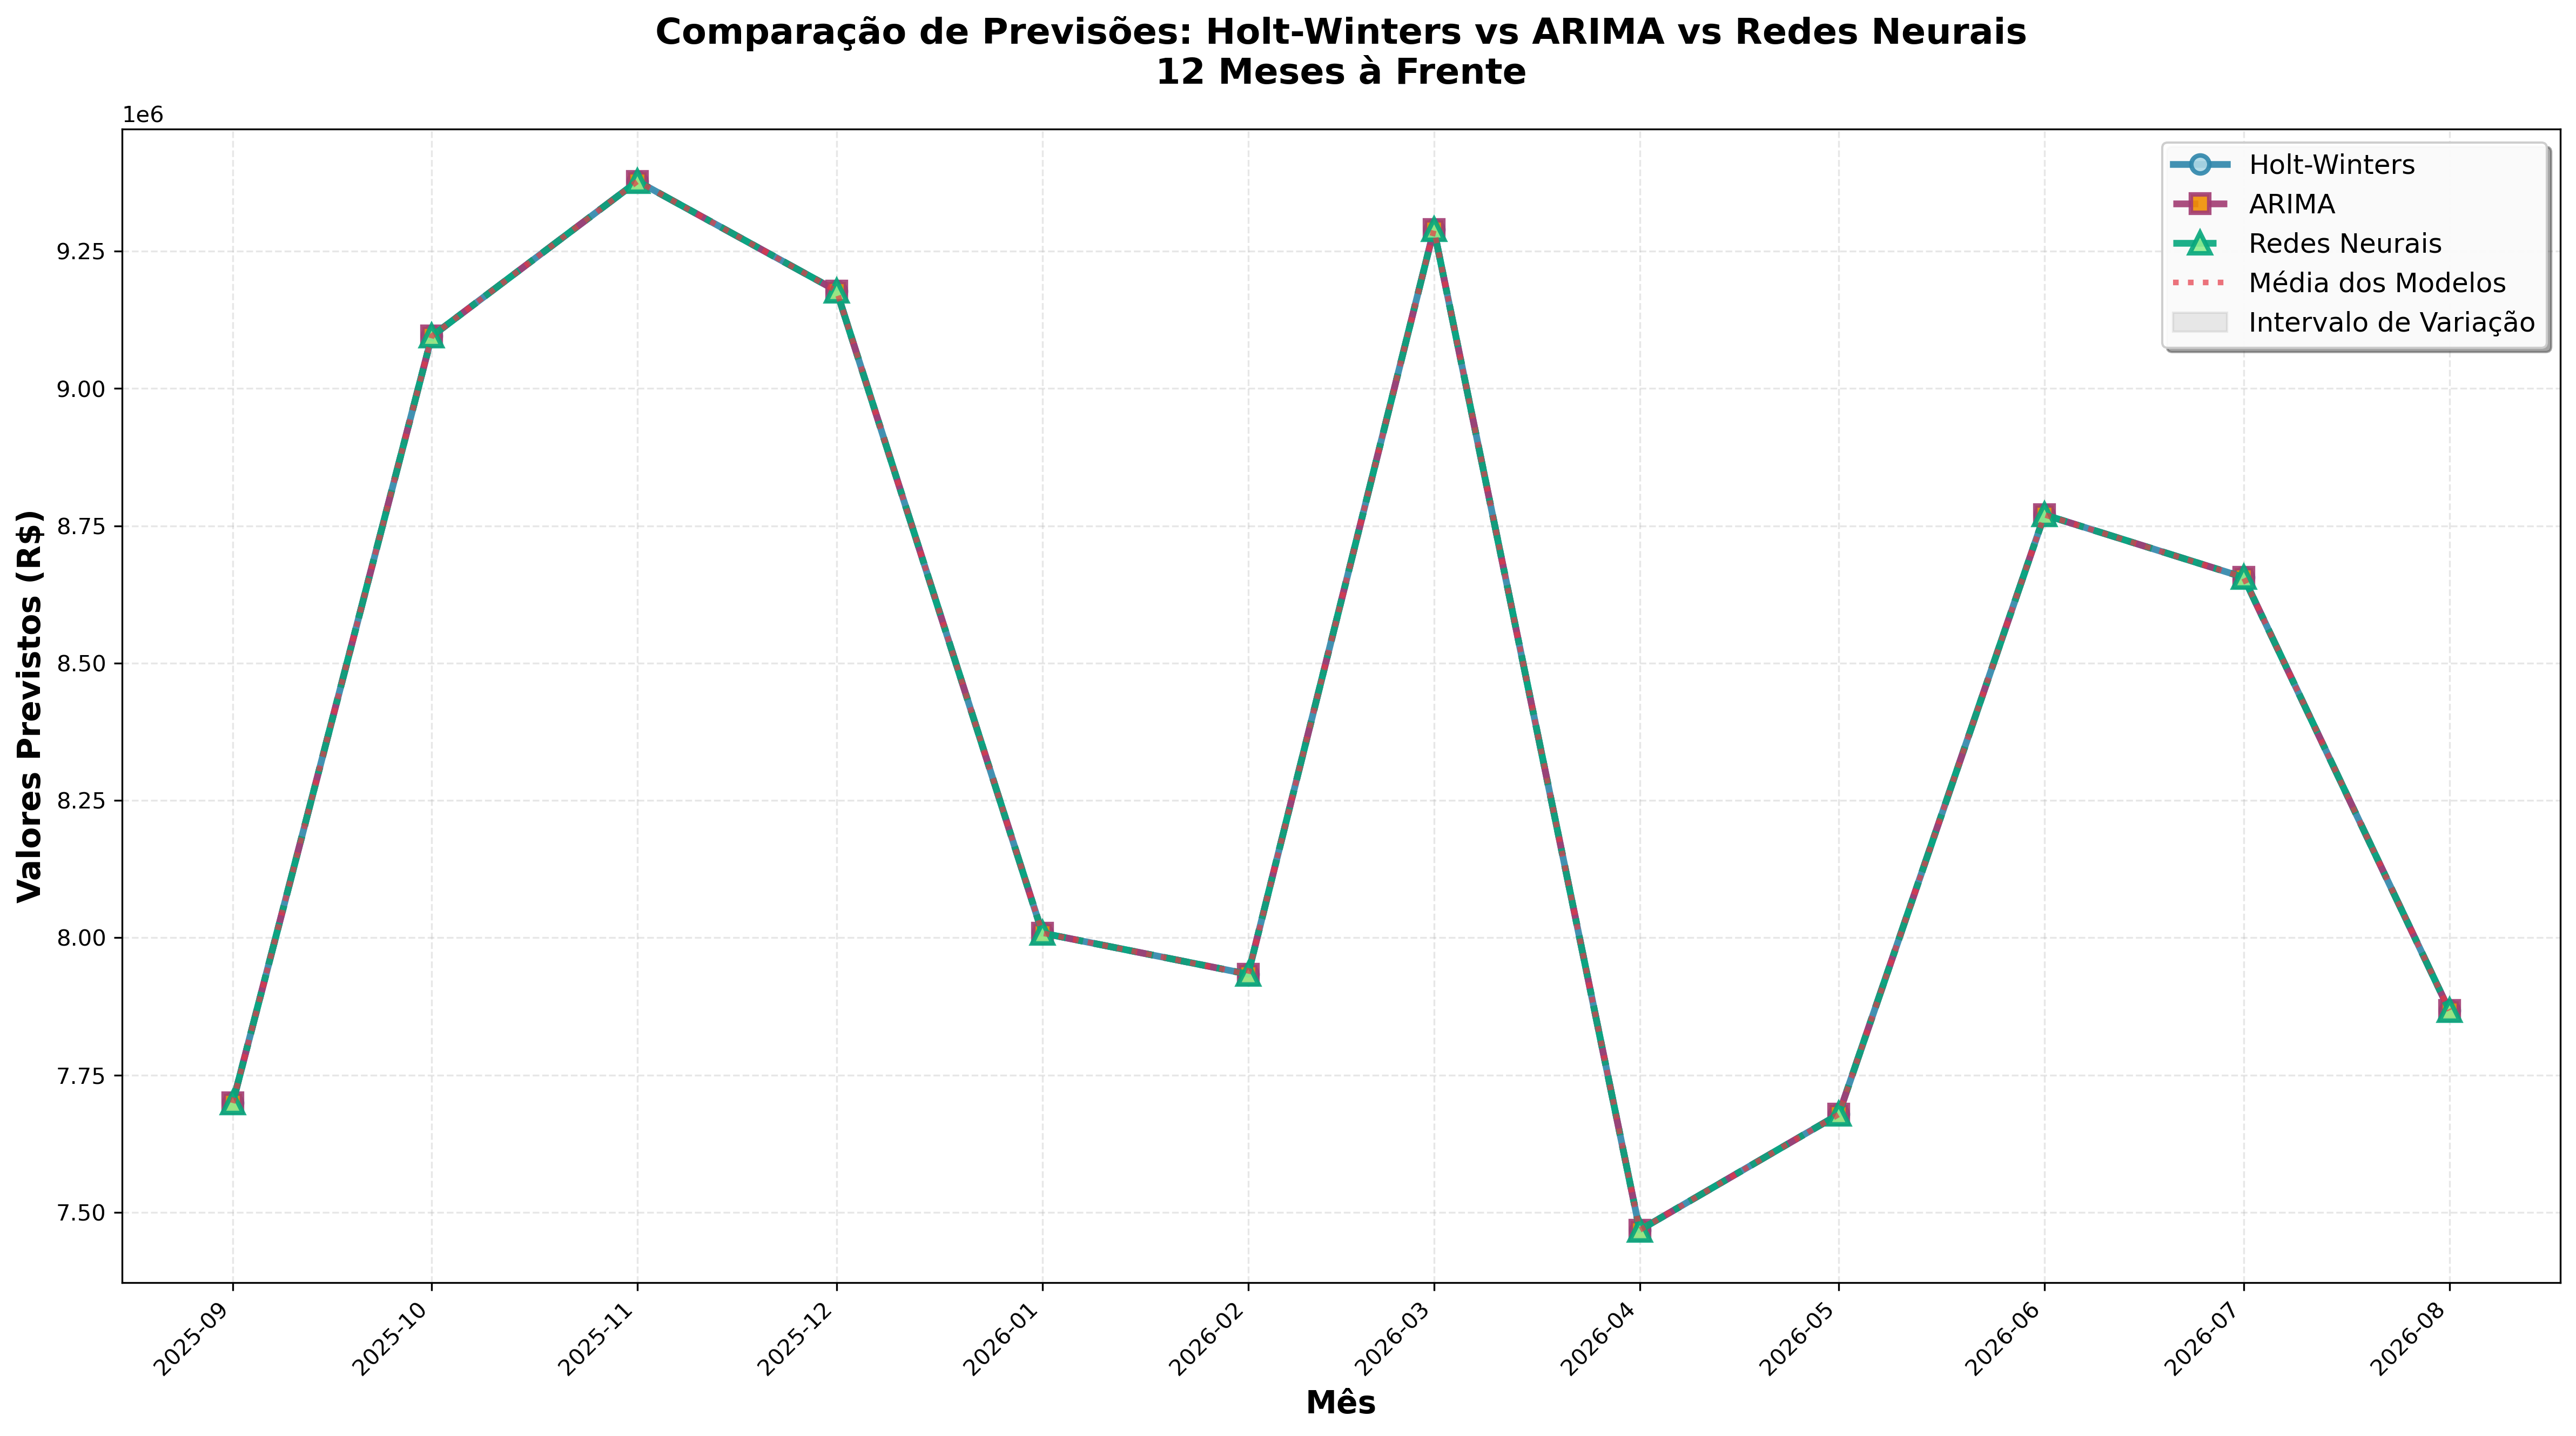 Comparação de Previsões: Holt-Winters vs ARIMA vs Redes Neurais
12 Meses à Frente
1e6
Holt-Winters
ARIMA
Redes Neurais
Média dos Modelos
Intervalo de Variação
Valores Previstos (R$)
9.25
9.00
8.75
8.50
8.25
8.00
7.75
7.50
2025-09
2025-10
2025-11
2025-12
2026-01
2026-02
2026-03
2026-04
2026-05
2026-06
2026-07
2026-08
Mês